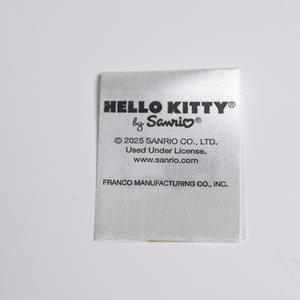 HELLO KITTY®
by Sanrio®
© 2025 SANRIO CO., LTD.
Used Under License.
www.sanrio.com
FRANCO MANUFACTURING CO., INC.